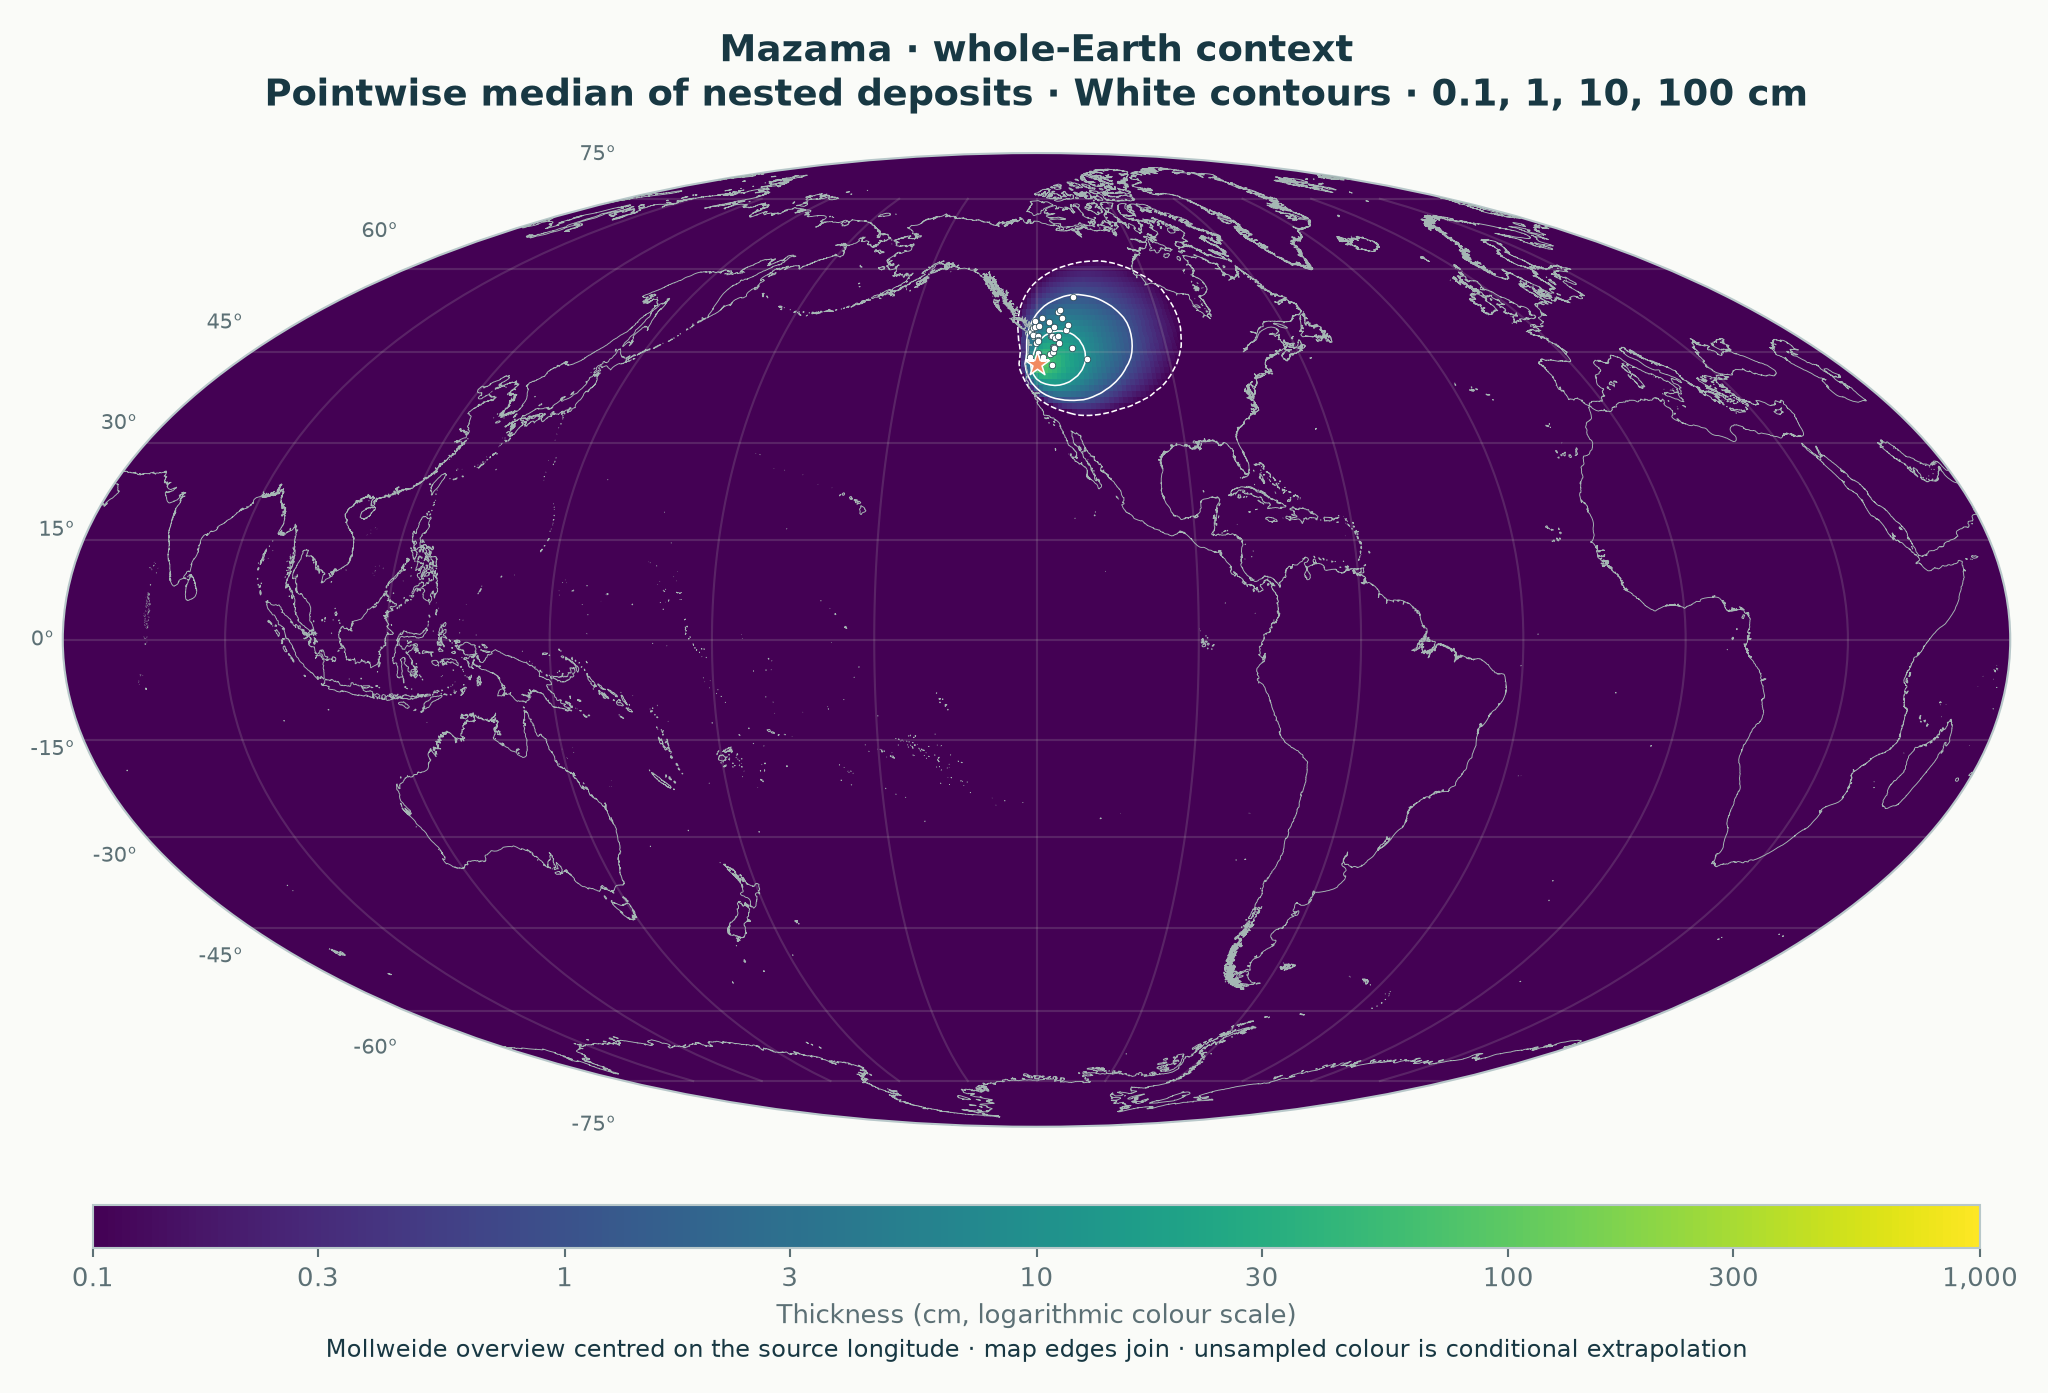 Mazama · whole-Earth context
Pointwise median of nested deposits · White contours · 0.1, 1, 10, 100 cm
75°
60°
45°
30°
15°
0°
-15°
-30°
-45°
-60°
-75°
0.1 0.3 1 3 10 30 100 300 1,000
Thickness (cm, logarithmic colour scale)
Mollweide overview centred on the source longitude · map edges join · unsampled colour is conditional extrapolation